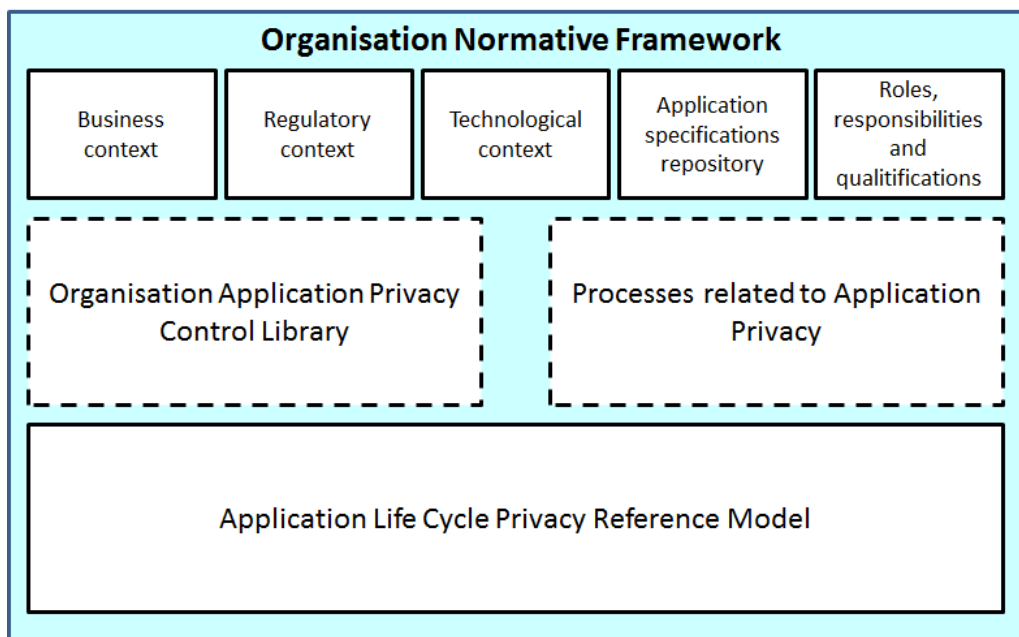 Organisation Normative Framework
Business
context
Regulatory
context
Technological
context
Application
specifications
repository
Roles,
responsibilities
and
qualitifications
Organisation Application Privacy
Control Library
Processes related to Application
Privacy
Application Life Cycle Privacy Reference Model